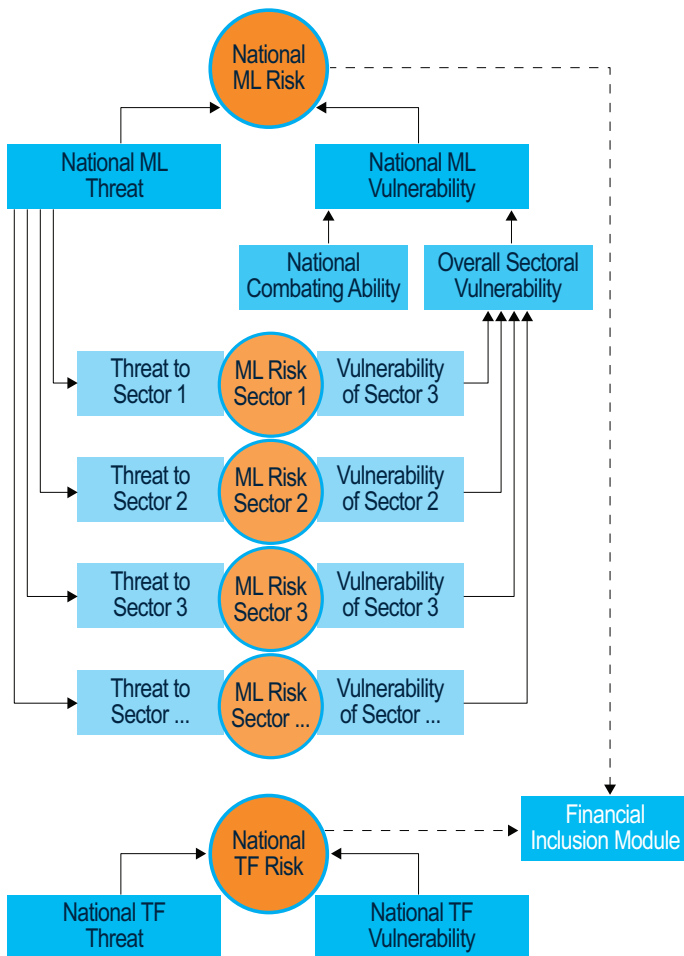 National
ML Risk
National ML
Threat
National ML
Vulnerability
National
Combating Ability
Overall Sectoral
Vulnerability
Threat to
Sector 1
ML Risk
Sector 1
Vulnerability
of Sector 3
Threat to
Sector 2
ML Risk
Sector 2
Vulnerability
of Sector 2
Threat to
Sector 3
ML Risk
Sector 3
Vulnerability
of Sector 3
Threat to
Sector ...
ML Risk
Sector ...
Vulnerability
of Sector ...
Financial
Inclusion Module
National
TF Risk
National TF
Threat
National TF
Vulnerability